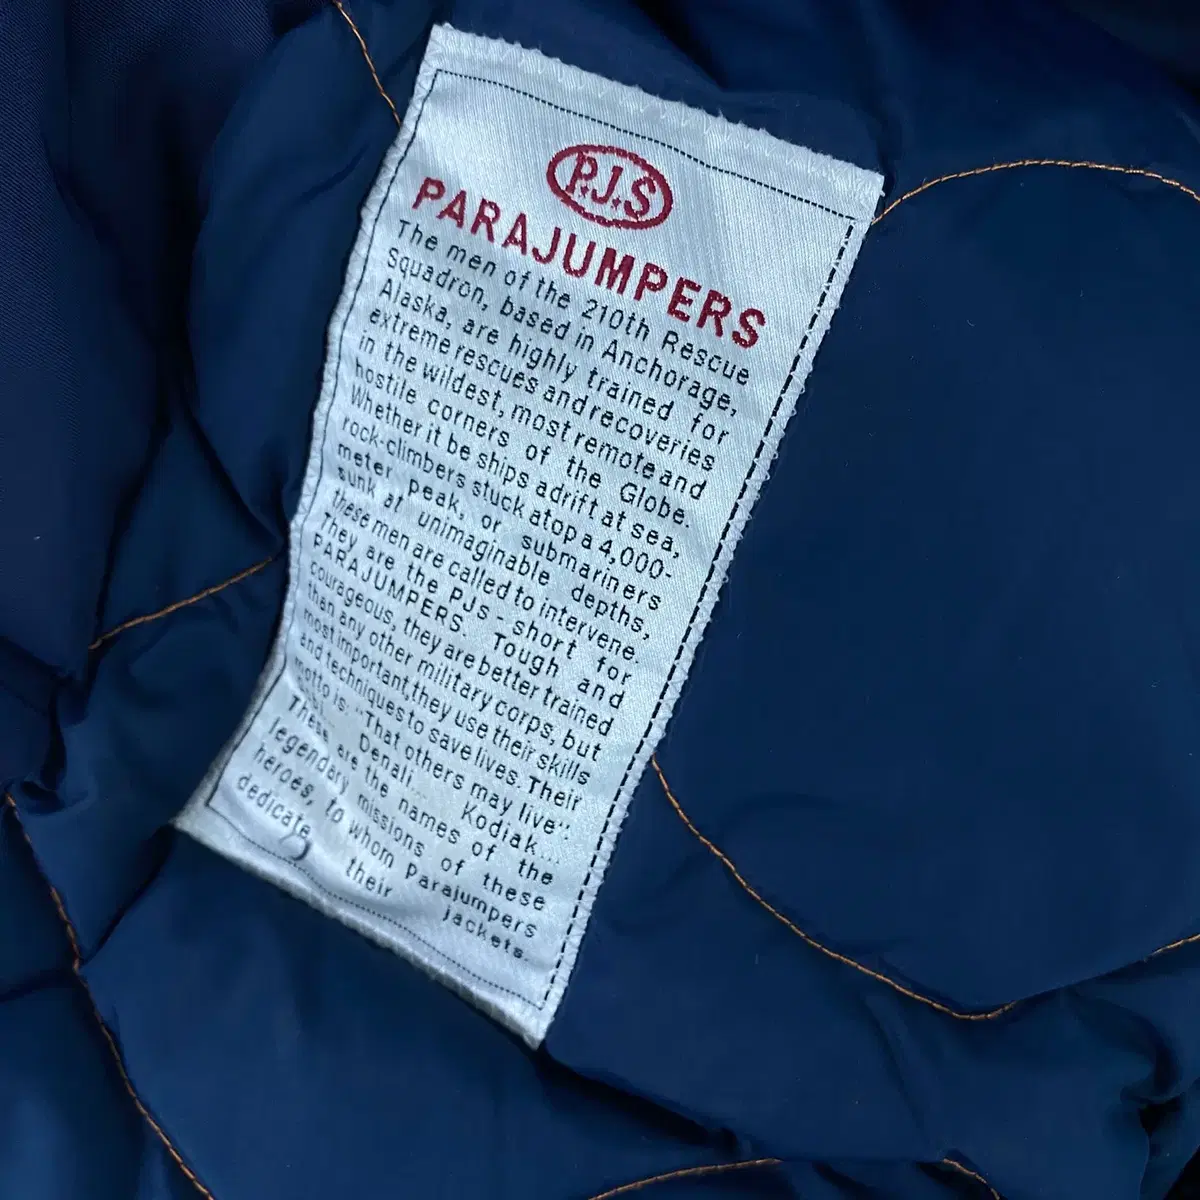 P.J.S
PARAJUMPERS
The men of the 210th Rescue
Squadron, based in Anchorage,
Alaska, are highly trained for
extreme rescues and recoveries
in the wildest, most remote and
hostile corners of the Globe.
Whether it be ships adrift at sea,
rock-climbers stuck atop a 4,000-
meter peak, or submariners
sunk at unimaginable depths,
these men are called to intervene.
They are the PJs - short for
PARAJUMPERS. Tough and
courageous, they are better trained
than any other military corps, but
most important, they use their skills
and techniques to save lives. Their
motto is: "That others may live":
Denali... Kodiak...
These are the names of the
legendary missions of these
heroes, to whom Parajumpers
dedicate their jackets.